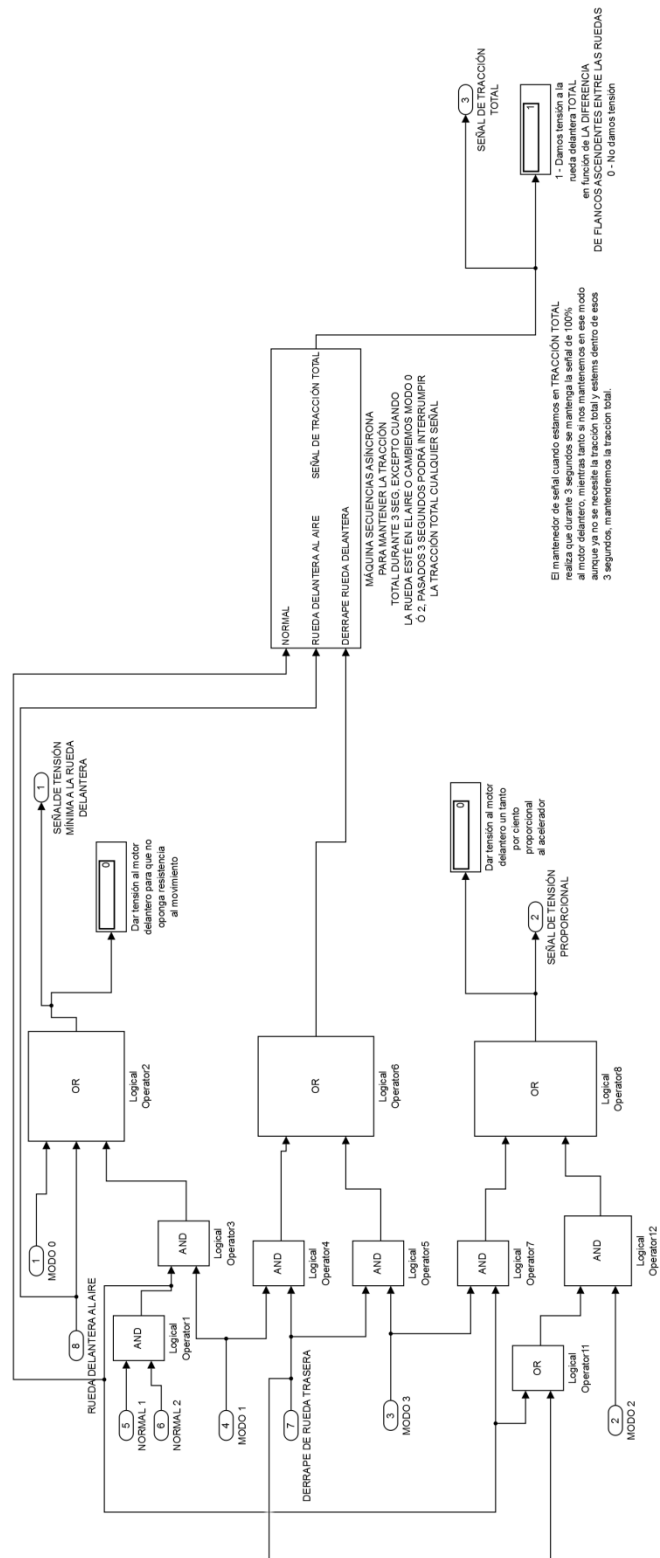 1
MODO 0
8
RUEDA DELANTERA AL AIRE
5
NORMAL 1
6
NORMAL 2
AND
Logical
Operator1
AND
Logical
Operator3
OR
Logical
Operator2
1
SEÑALDE TENSIÓN
MÍNIMA A LA RUEDA
DELANTERA
0
Dar tensión al motor
delantero para que no
oponga resistencia
al movimiento
4
MODO 1
7
DERRAPE DE RUEDA TRASERA
3
MODO 3
AND
Logical
Operator4
AND
Logical
Operator5
OR
Logical
Operator6
NORMAL
RUEDA DELANTERA AL AIRE
DERRAPE RUEDA DELANTERA
SEÑAL DE TRACCIÓN TOTAL
MÁQUINA SECUENCIAS ASÍNCRONA
PARA MANTENER LA TRACCIÓN
TOTAL DURANTE 3 SEG, EXCEPTO CUANDO
LA RUEDA ESTÉ EN EL AIRE O CAMBIEMOS MODO 0
Ó 2, PASADOS 3 SEGUNDOS PODRÁ INTERRUMPIR
LA TRACCIÓN TOTAL CUALQUIER SEÑAL
3
SEÑAL DE TRACCIÓN
TOTAL
1
1 - Damos tensión a la
rueda delantera TOTAL
en función de LA DIFERENCIA
DE FLANCOS ASCENDENTES ENTRE LAS RUEDAS
0 - No damos tensión
El mantenedor de señal cuando estamos en TRACCIÓN TOTAL
realiza que durante 3 segundos se mantenga la señal de 100%
al motor delantero, mientras tanto si nos mantenemos en ese modo
aunque ya no se necesite la tracción total y estems dentro de esos
3 segundos, mantendremos la traccion total.
AND
Logical
Operator7
OR
Logical
Operator11
2
MODO 2
AND
Logical
Operator12
OR
Logical
Operator8
0
Dar tensión al motor
delantero un tanto
por ciento
proporcional
al acelerador
2
SEÑAL DE TENSIÓN
PROPORCIONAL